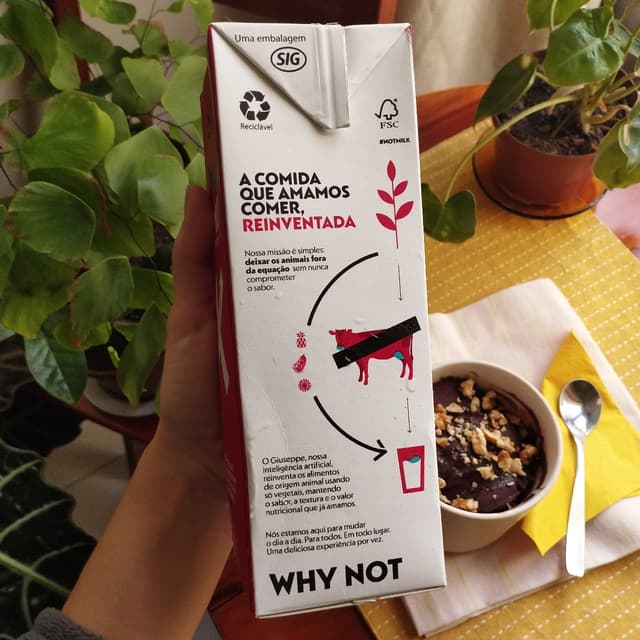 Uma embalagem
SIG
Reciclável
FSC
#NOTMILK
A COMIDA
QUE AMAMOS
COMER,
REINVENTADA
Nossa missão é simples:
deixar os animais fora
da equação sem nunca
comprometer
o sabor.
O Giuseppe, nossa
inteligência artificial,
reinventa os alimentos
de origem animal usando
só vegetais, mantendo
o sabor, a textura e o valor
nutricional que já amamos.
Nós estamos aqui para mudar
o dia a dia. Para todos. Em todo lugar.
Uma deliciosa experiência por vez.
WHY NOT